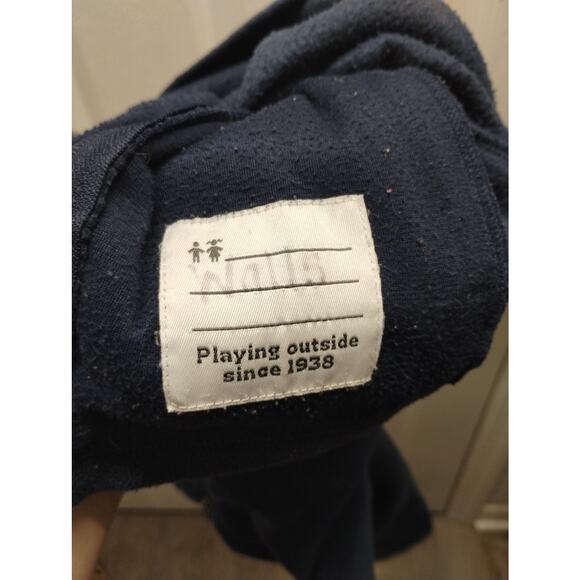 Playing outside
since 1938